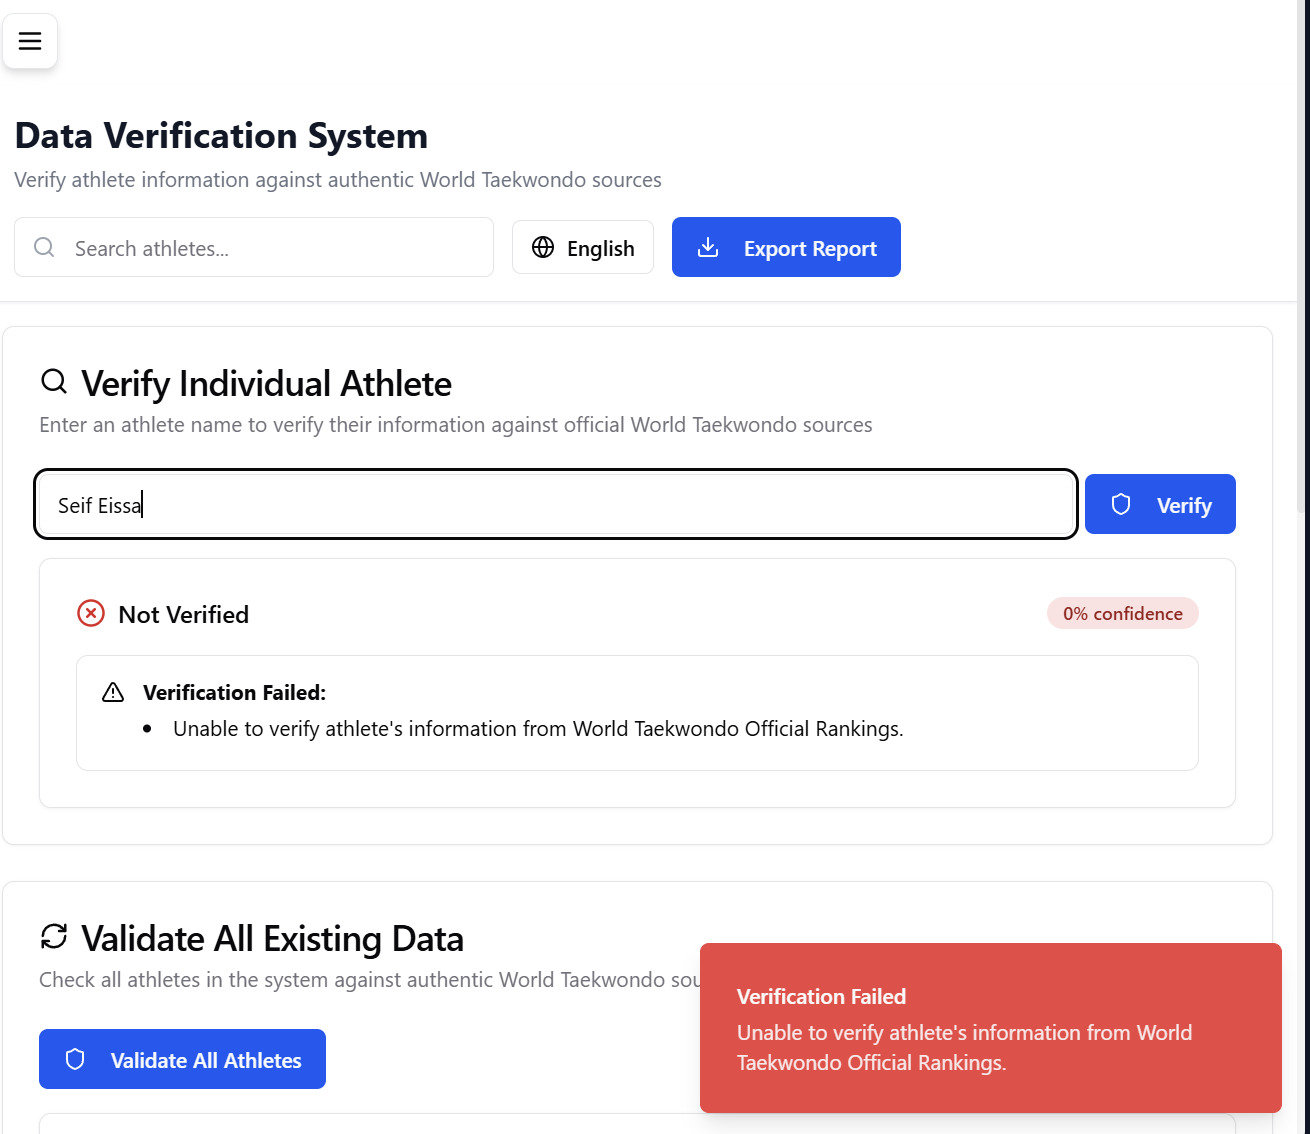 Data Verification System
Verify athlete information against authentic World Taekwondo sources
Search athletes...
English
Export Report
Verify Individual Athlete
Enter an athlete name to verify their information against official World Taekwondo sources
Seif Eissa
Verify
Not Verified
0% confidence
Verification Failed:
Unable to verify athlete's information from World Taekwondo Official Rankings.
Validate All Existing Data
Check all athletes in the system against authentic World Taekwondo sou
Validate All Athletes
Verification Failed
Unable to verify athlete's information from World
Taekwondo Official Rankings.